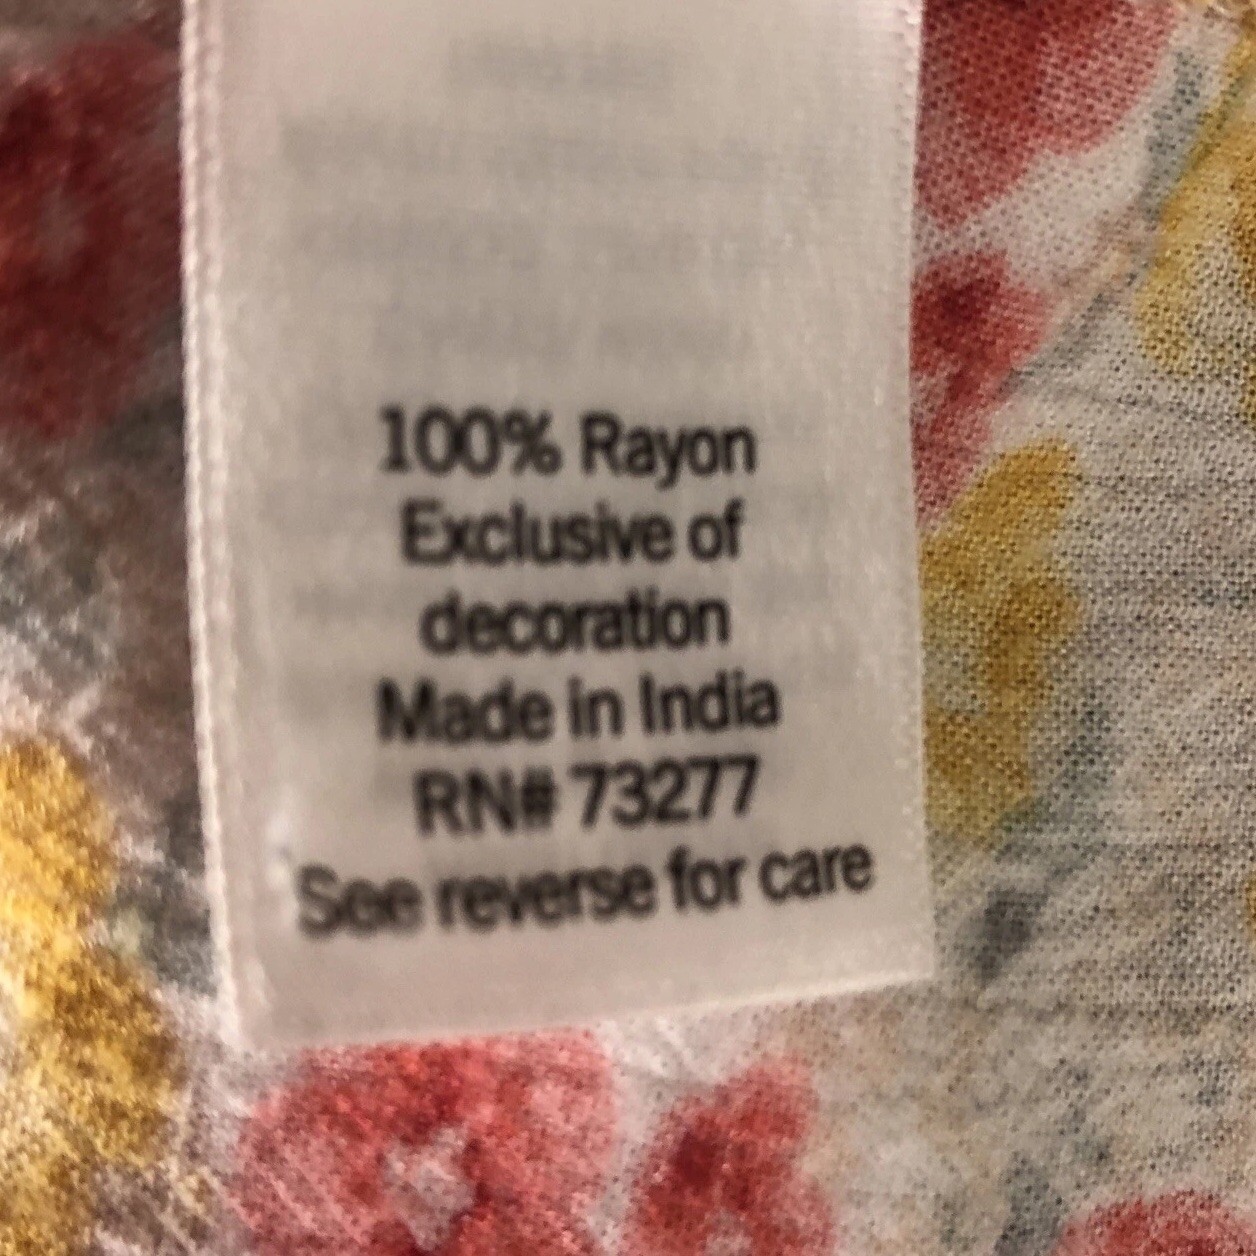 100% Rayon
Exclusive of
decoration
Made in India
RN# 73277
See reverse for care